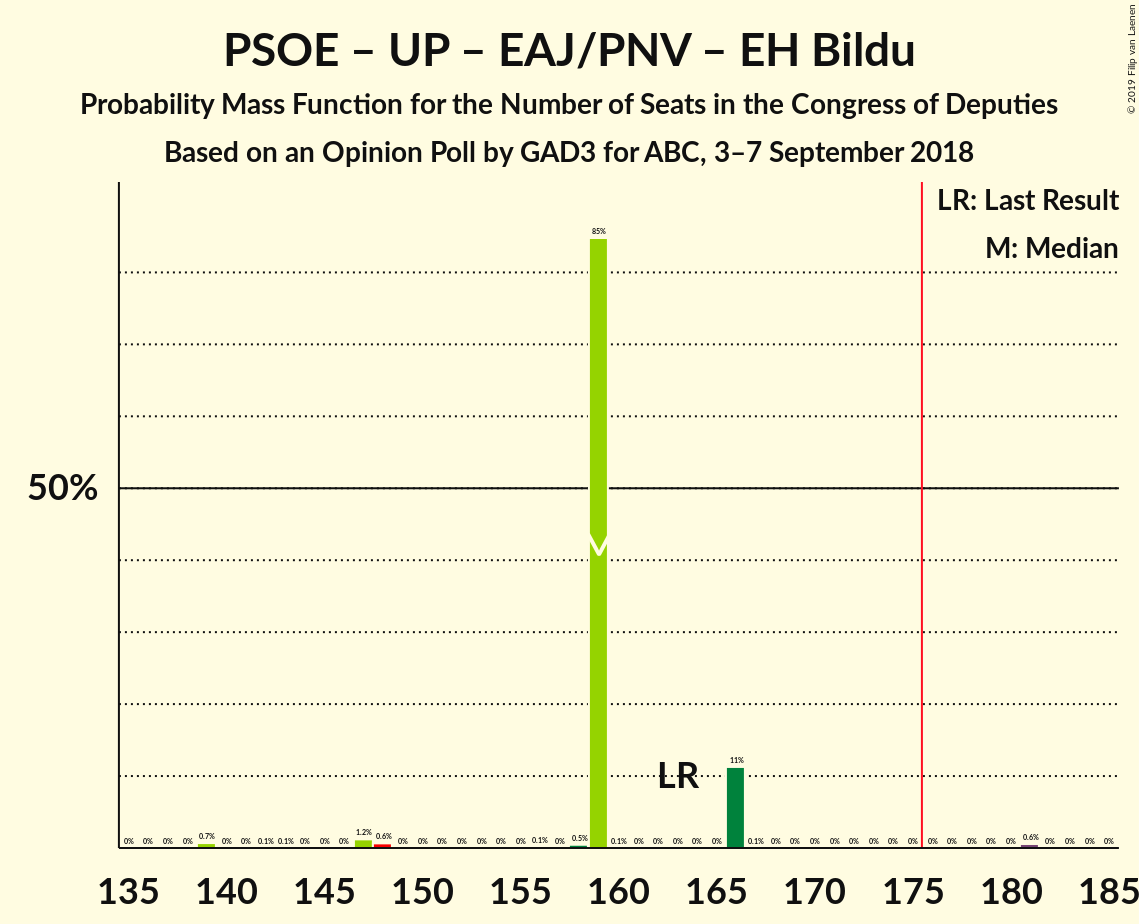 PSOE – UP – EAJ/PNV – EH Bildu
Probability Mass Function for the Number of Seats in the Congress of Deputies
Based on an Opinion Poll by GAD3 for ABC, 3–7 September 2018
© 2019 Filip van Laenen
LR: Last Result
M: Median
85%
50%
LR
11%
0% 0% 0% 0% 0.7% 0% 0% 0.1% 0.1% 0% 0% 0% 1.2% 0.6% 0% 0% 0% 0% 0% 0% 0% 0.1% 0% 0.5% 0.1% 0% 0% 0% 0% 0% 0.1% 0% 0% 0% 0% 0% 0% 0% 0% 0% 0% 0% 0% 0% 0.6% 0% 0% 0% 0%
135 140 145 150 155 160 165 170 175 180 185